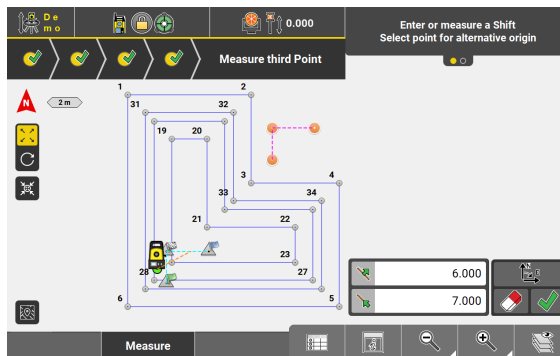 De
mo
0.000
Enter or measure a Shift
Select point for alternative origin
Measure third Point
N
2 m
1
2
31
32
19
20
3
4
33
34
21
22
23
28
27
6
5
6.000
7.000
N
E
Measure